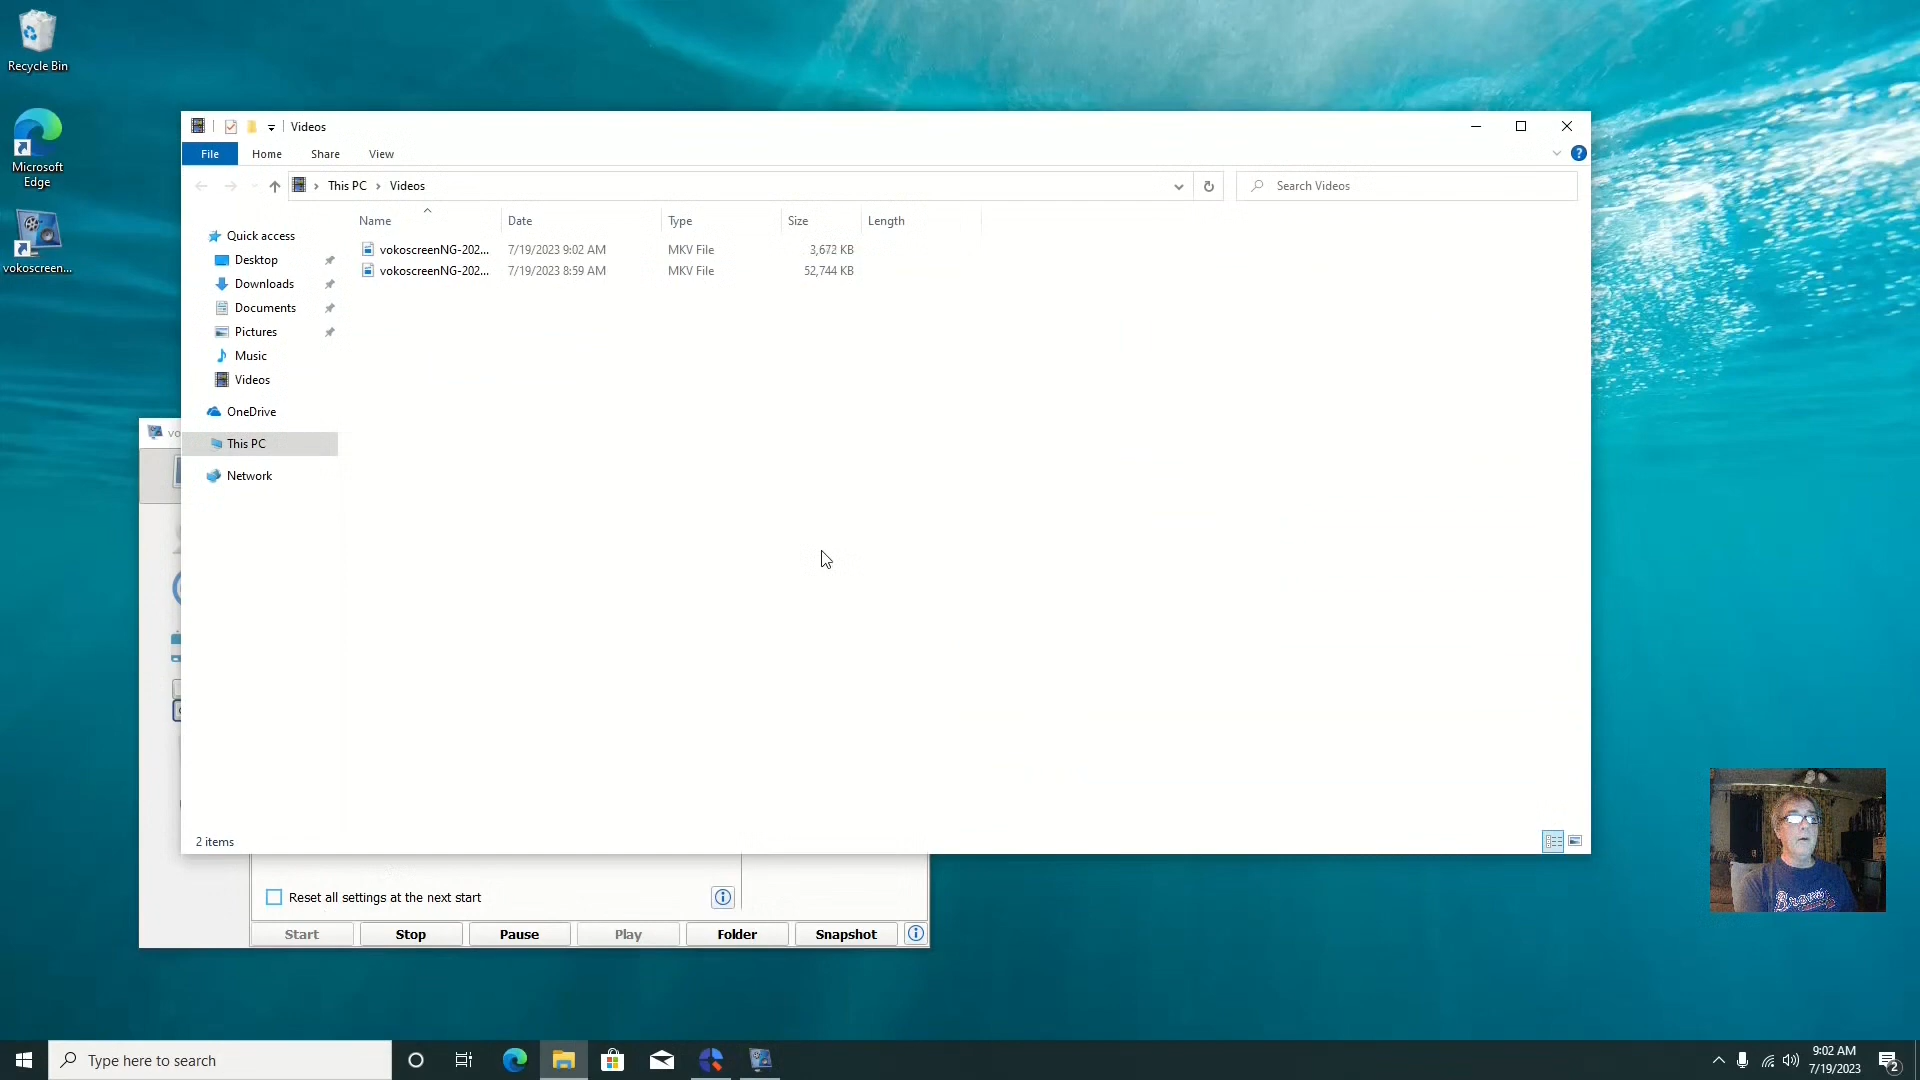 Recycle Bin
Microsoft
Edge
vokoscreen...
Videos
File
Home
Share
View
?
This PC
Videos
Search Videos
Name
Date
Type
Size
Length
vokoscreenNG-202...
7/19/2023 9:02 AM
MKV File
3,672 KB
vokoscreenNG-202...
7/19/2023 8:59 AM
MKV File
52,744 KB
Quick access
Desktop
Downloads
Documents
Pictures
Music
Videos
OneDrive
This PC
Network
vo
2 items
Reset all settings at the next start
Start
Stop
Pause
Play
Folder
Snapshot
Braves
Type here to search
9:02 AM
7/19/2023
2